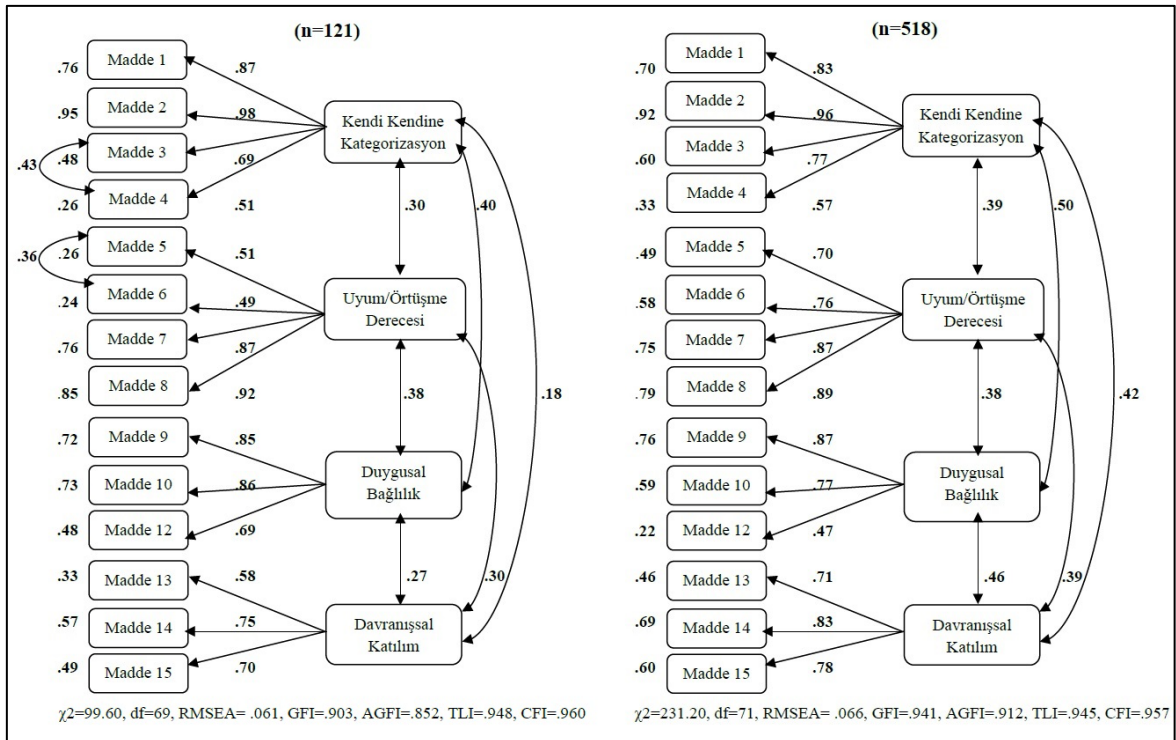 (n=121)
.76 Madde 1 .87
.95 Madde 2 .98
Kendi Kendine
Kategorizasyon
.43 .48 Madde 3 .69
.26 Madde 4 .51
.30 .40
.36 .26 Madde 5 .51
.24 Madde 6 .49
Uyum/Örtüşme
Derecesi
.76 Madde 7 .87
.85 Madde 8 .92
.38 .18
.72 Madde 9 .85
.73 Madde 10 .86
Duygusal
Bağlılık
.48 Madde 12 .69
.33 Madde 13 .58
.27 .30
.57 Madde 14 .75
Davranışsal
Katılım
.49 Madde 15 .70
χ2=99.60, df=69, RMSEA= .061, GFI=.903, AGFI=.852, TLI=.948, CFI=.960
(n=518)
.70 Madde 1 .83
.92 Madde 2 .96
Kendi Kendine
Kategorizasyon
.60 Madde 3 .77
.33 Madde 4 .57
.39 .50
.49 Madde 5 .70
.58 Madde 6 .76
Uyum/Örtüşme
Derecesi
.75 Madde 7 .87
.79 Madde 8 .89
.38 .42
.76 Madde 9 .87
.59 Madde 10 .77
Duygusal
Bağlılık
.22 Madde 12 .47
.46 Madde 13 .71
.46 .39
.69 Madde 14 .83
Davranışsal
Katılım
.60 Madde 15 .78
χ2=231.20, df=71, RMSEA= .066, GFI=.941, AGFI=.912, TLI=.945, CFI=.957